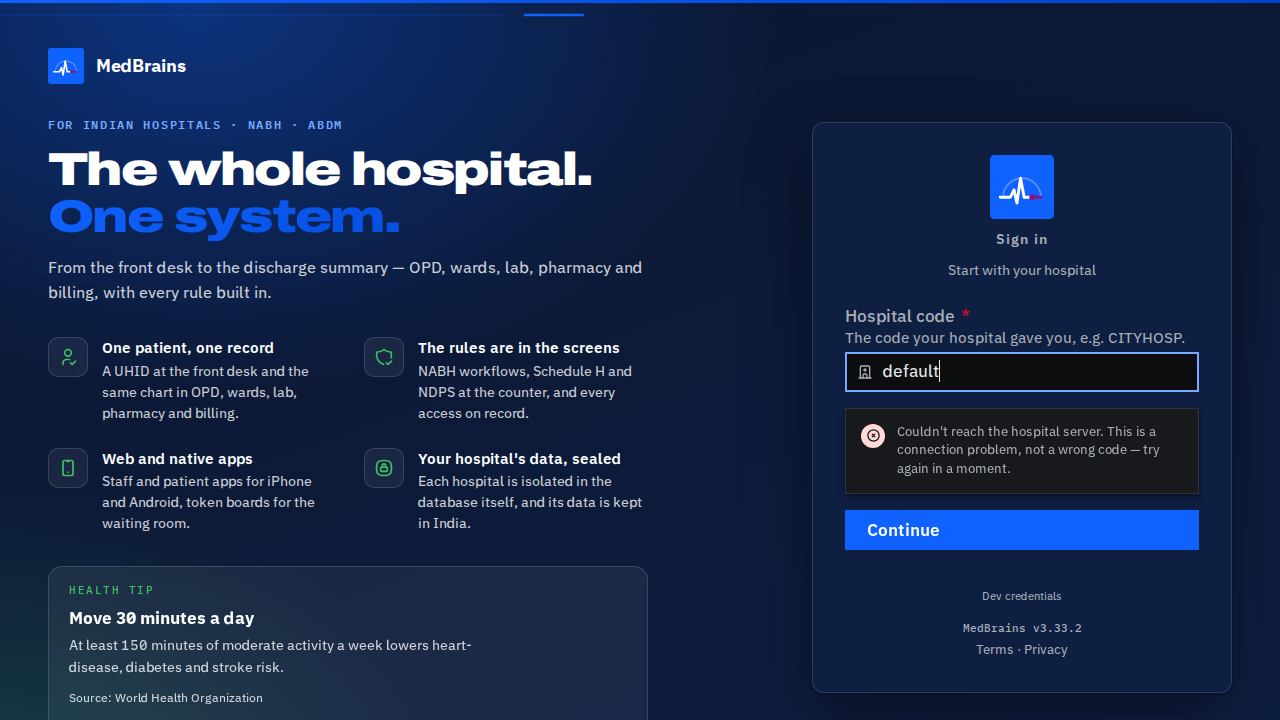 MedBrains
FOR INDIAN HOSPITALS · NABH · ABDM
The whole hospital.
One system.
From the front desk to the discharge summary — OPD, wards, lab, pharmacy and
billing, with every rule built in.
One patient, one record
A UHID at the front desk and the
same chart in OPD, wards, lab,
pharmacy and billing.
The rules are in the screens
NABH workflows, Schedule H and
NDPS at the counter, and every
access on record.
Web and native apps
Staff and patient apps for iPhone
and Android, token boards for the
waiting room.
Your hospital's data, sealed
Each hospital is isolated in the
database itself, and its data is kept
in India.
HEALTH TIP
Move 30 minutes a day
At least 150 minutes of moderate activity a week lowers heart-
disease, diabetes and stroke risk.
Source: World Health Organization
Sign in
Start with your hospital
Hospital code *
The code your hospital gave you, e.g. CITYHOSP.
default
Couldn't reach the hospital server. This is a
connection problem, not a wrong code — try
again in a moment.
Continue
Dev credentials
MedBrains v3.33.2
Terms · Privacy